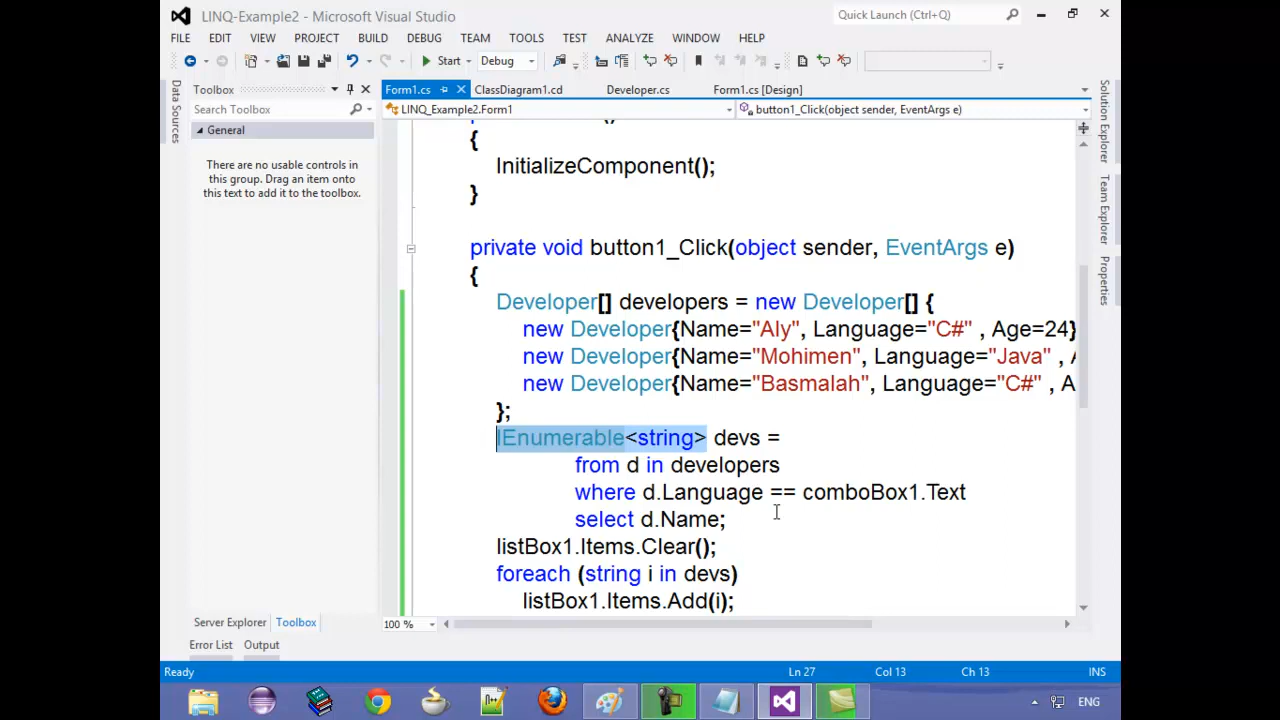 LINQ-Example2 - Microsoft Visual Studio
Quick Launch (Ctrl+Q)
FILE EDIT VIEW PROJECT BUILD DEBUG TEAM TOOLS TEST ANALYZE WINDOW HELP
Start Debug
Data Sources
Toolbox
Search Toolbox
General
There are no usable controls in
this group. Drag an item onto
this text to add it to the toolbox.
Form1.cs ClassDiagram1.cd Developer.cs Form1.cs [Design]
LINQ_Example2.Form1 button1_Click(object sender, EventArgs e)
{
InitializeComponent();
}
private void button1_Click(object sender, EventArgs e)
{
Developer[] developers = new Developer[] {
new Developer{Name="Aly", Language="C#" , Age=24}
new Developer{Name="Mohimen", Language="Java" , A
new Developer{Name="Basmalah", Language="C#" , A
};
IEnumerable<string> devs =
from d in developers
where d.Language == comboBox1.Text
select d.Name;
listBox1.Items.Clear();
foreach (string i in devs)
listBox1.Items.Add(i);
100 %
Solution Explorer
Team Explorer
Properties
Server Explorer Toolbox
Error List Output
Ready Ln 27 Col 13 Ch 13 INS
ENG